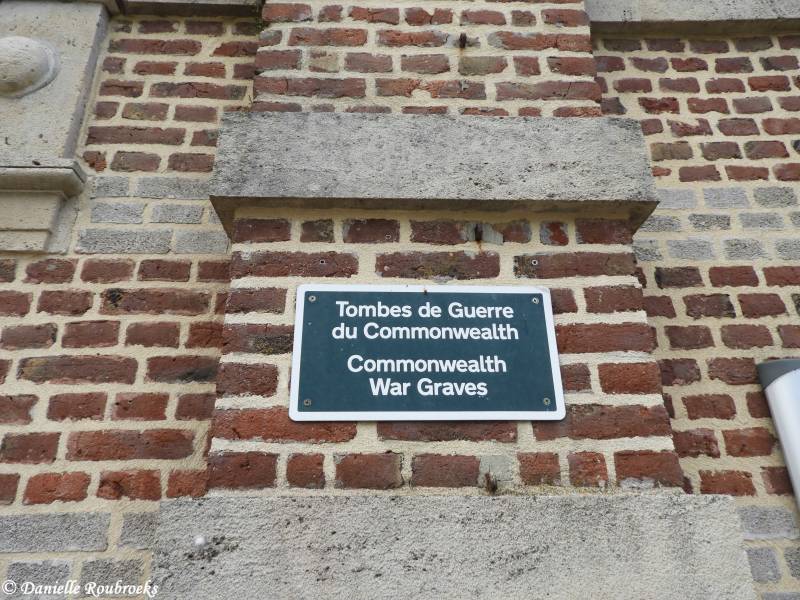 Tombes de Guerre
du Commonwealth
Commonwealth
War Graves
© Danielle Roubroeks